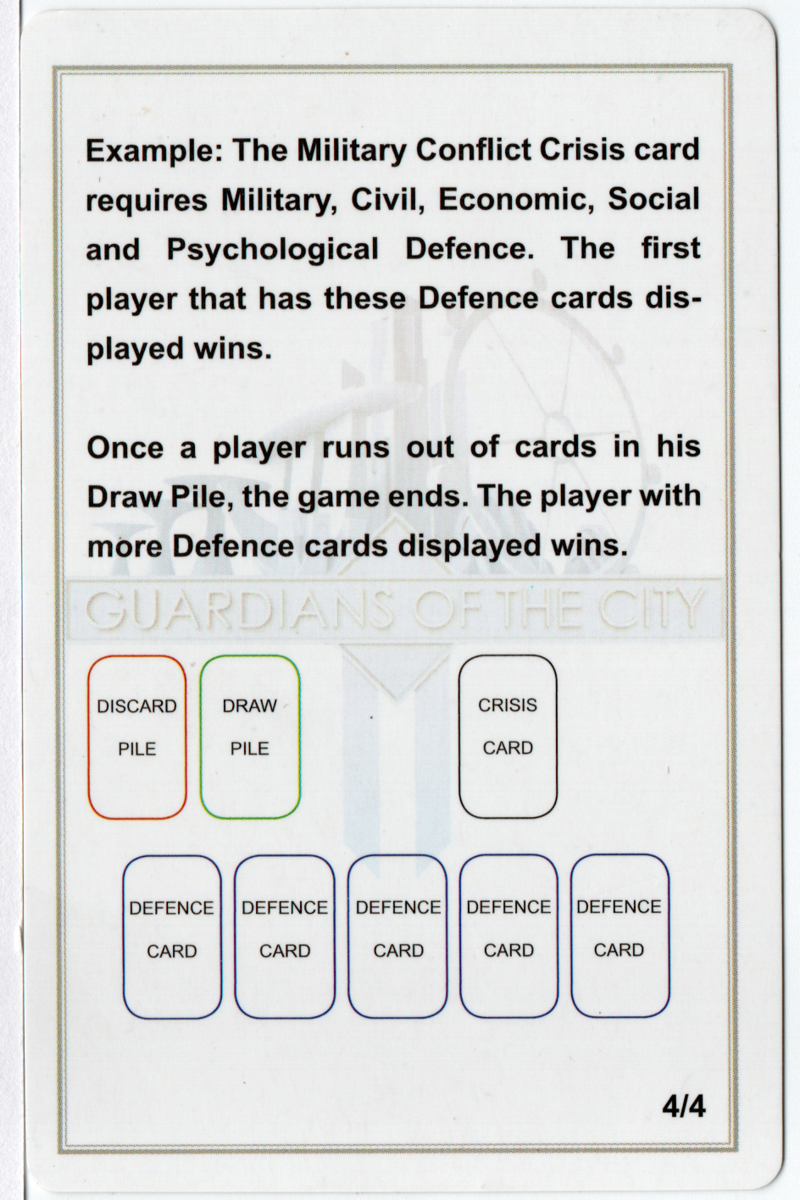 Example: The Military Conflict Crisis card
requires Military, Civil, Economic, Social
and Psychological Defence. The first
player that has these Defence cards dis-
played wins.
Once a player runs out of cards in his
Draw Pile, the game ends. The player with
more Defence cards displayed wins.
GUARDIANS OF THE CITY
DISCARD
PILE
DRAW
PILE
CRISIS
CARD
DEFENCE
CARD
DEFENCE
CARD
DEFENCE
CARD
DEFENCE
CARD
DEFENCE
CARD
4/4